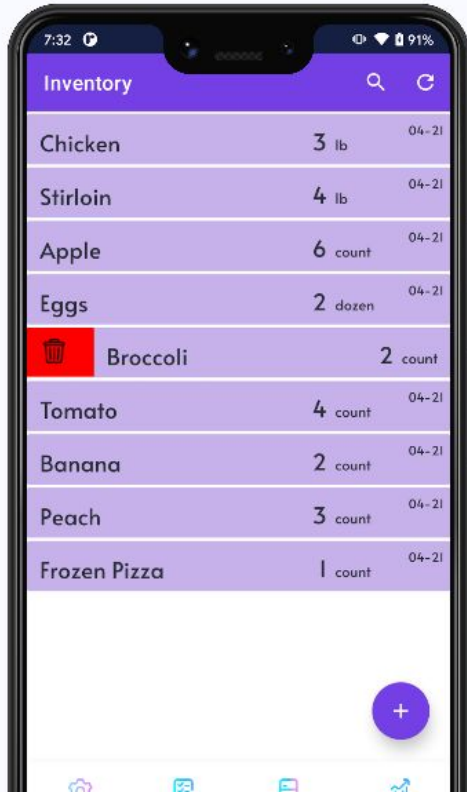 7:32 91%
Inventory
Chicken 3 lb 04-21
Stirloin 4 lb 04-21
Apple 6 count 04-21
Eggs 2 dozen 04-21
Broccoli 2 count
Tomato 4 count 04-21
Banana 2 count 04-21
Peach 3 count 04-21
Frozen Pizza 1 count 04-21
+